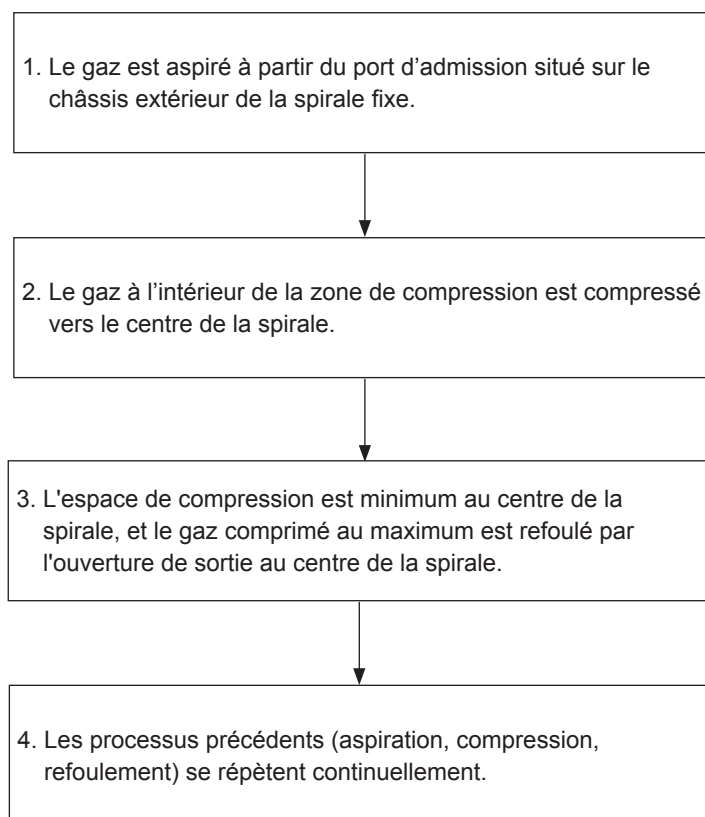 1. Le gaz est aspiré à partir du port d’admission situé sur le
châssis extérieur de la spirale fixe.
2. Le gaz à l’intérieur de la zone de compression est compressé
vers le centre de la spirale.
3. L'espace de compression est minimum au centre de la
spirale, et le gaz comprimé au maximum est refoulé par
l'ouverture de sortie au centre de la spirale.
4. Les processus précédents (aspiration, compression,
refoulement) se répètent continuellement.